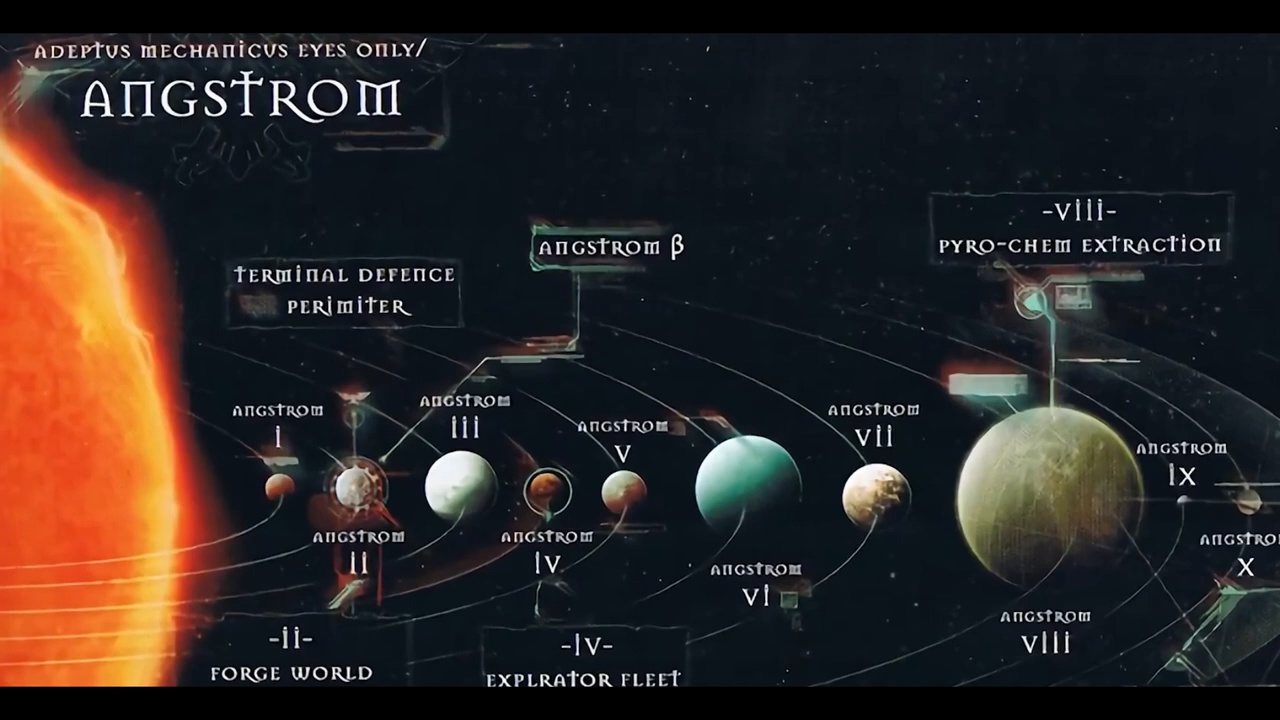 ADEPTUS MECHANICUS EYES ONLY/
ANGSTROM
-VIII-
PYRO-CHEM EXTRACTION
ANGSTROM β
TERMINAL DEFENCE
PERIMITER
ANGSTROM
I
ANGSTROM
II
ANGSTROM
III
ANGSTROM
IV
ANGSTROM
V
ANGSTROM
VI
ANGSTROM
VII
ANGSTROM
VIII
ANGSTROM
IX
ANGSTRO
X
-II-
FORGE WORLD
-IV-
EXPLRATOR FLEET